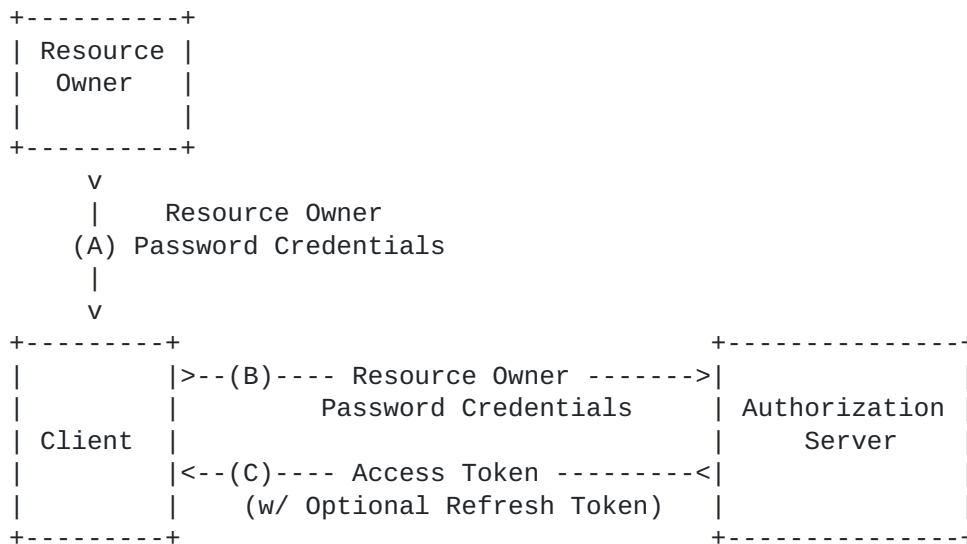 Resource
Owner
Resource Owner
(A) Password Credentials
>--(B)---- Resource Owner ------->
Password Credentials
Authorization
Client
Server
<--(C)---- Access Token ---------<
(w/ Optional Refresh Token)